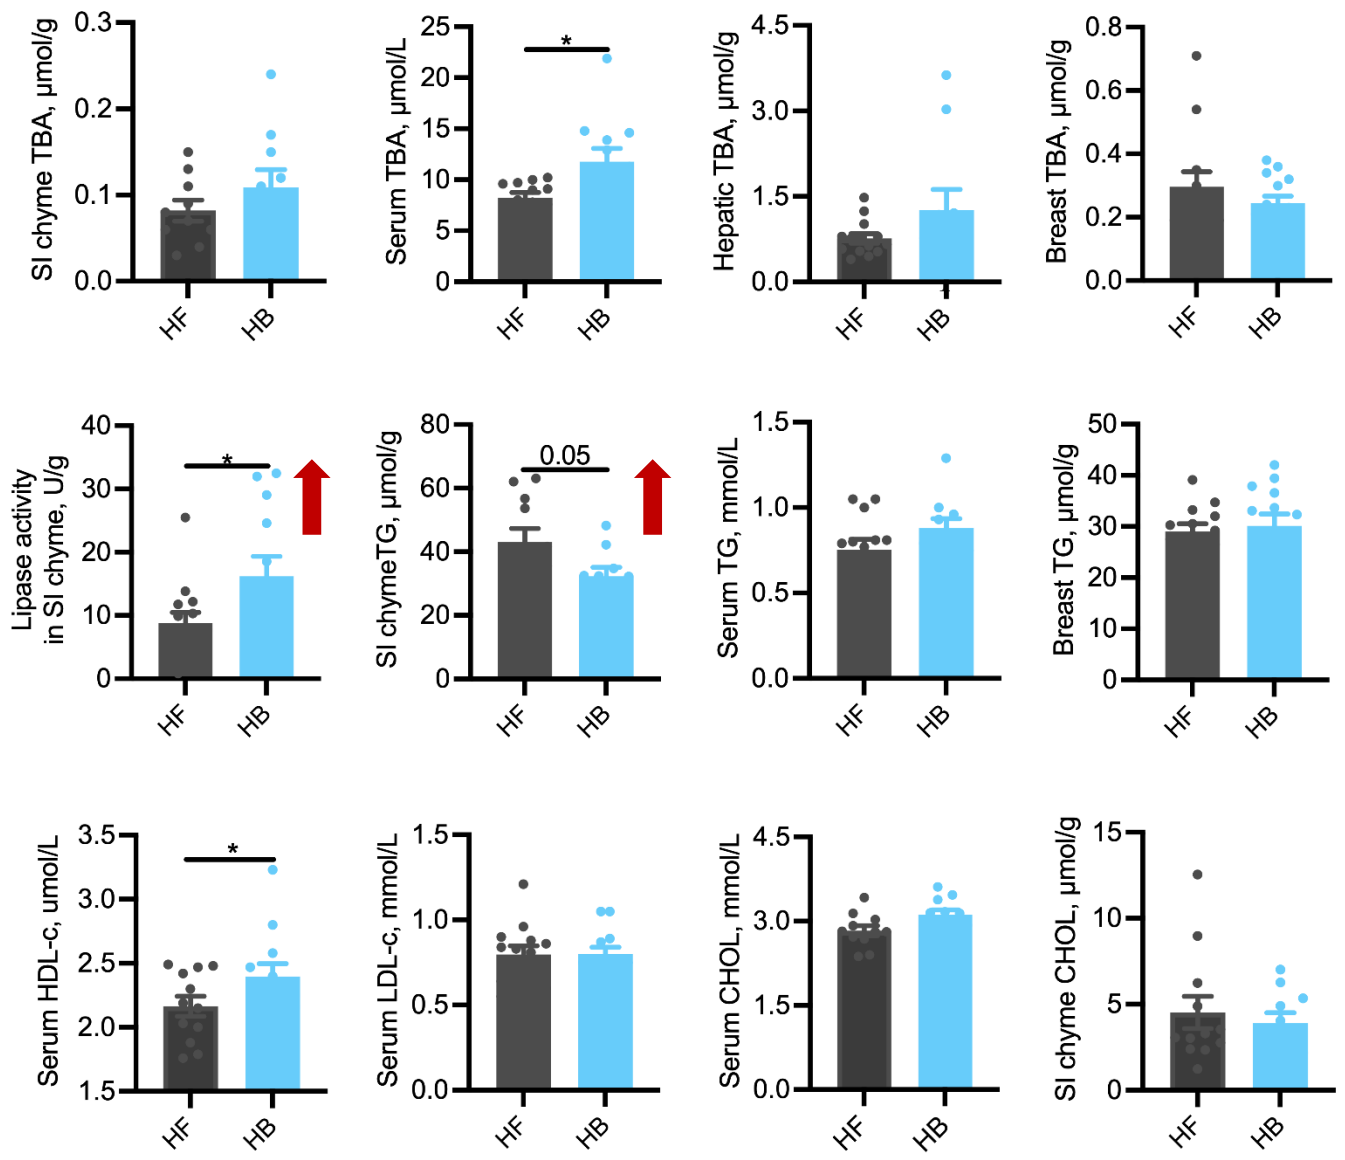 SI chyme TBA, µmol/g
0.3
0.2
0.1
0.0
HF
HB
Serum TBA, µmol/L
25
20
15
10
5
0
*
HF
HB
Hepatic TBA, µmol/g
4.5
3.0
1.5
0.0
HF
HB
Breast TBA, µmol/g
0.8
0.6
0.4
0.2
0.0
HF
HB
Lipase activity
in SI chyme, U/g
40
30
20
10
0
*
HF
HB
SI chymeTG, µmol/g
80
60
40
20
0
0.05
HF
HB
Serum TG, mmol/L
1.5
1.0
0.5
0.0
HF
HB
Breast TG, µmol/g
50
40
30
20
10
0
HF
HB
Serum HDL-c, umol/L
3.5
3.0
2.5
2.0
1.5
*
HF
HB
Serum LDL-c, mmol/L
1.5
1.0
0.5
0.0
HF
HB
Serum CHOL, mmol/L
4.5
3.0
1.5
0.0
HF
HB
SI chyme CHOL, µmol/g
15
10
5
0
HF
HB